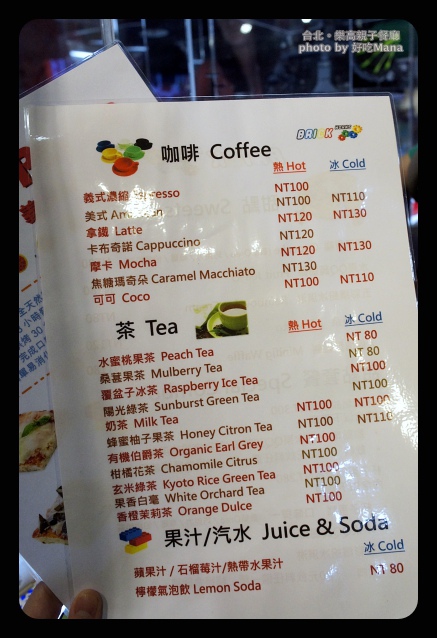 台北。樂高親子餐廳
photo by 好吃Mana
咖啡 Coffee
熱 Hot 冰 Cold
義式濃縮 Espresso NT100
美式 American NT100 NT110
拿鐵 Latte NT120 NT130
卡布奇諾 Cappuccino NT120
摩卡 Mocha NT120 NT130
焦糖瑪奇朵 Caramel Macchiato NT130
可可 Coco NT100 NT110
茶 Tea
熱 Hot 冰 Cold
水蜜桃果茶 Peach Tea NT 80
桑葚果茶 Mulberry Tea NT 80
覆盆子冰茶 Raspberry Ice Tea NT100
陽光綠茶 Sunburst Green Tea NT100
奶茶 Milk Tea NT100 NT100
蜂蜜柚子果茶 Honey Citron Tea NT100 NT110
有機伯爵茶 Organic Earl Grey NT100
柑橘花茶 Chamomile Citrus NT100
玄米綠茶 Kyoto Rice Green Tea NT100
果香白毫 White Orchard Tea NT100
香橙茉莉茶 Orange Dulce NT100
果汁/汽水 Juice & Soda
冰 Cold
蘋果汁 / 石榴莓汁/熱帶水果汁 NT 80
檸檬氣泡飲 Lemon Soda